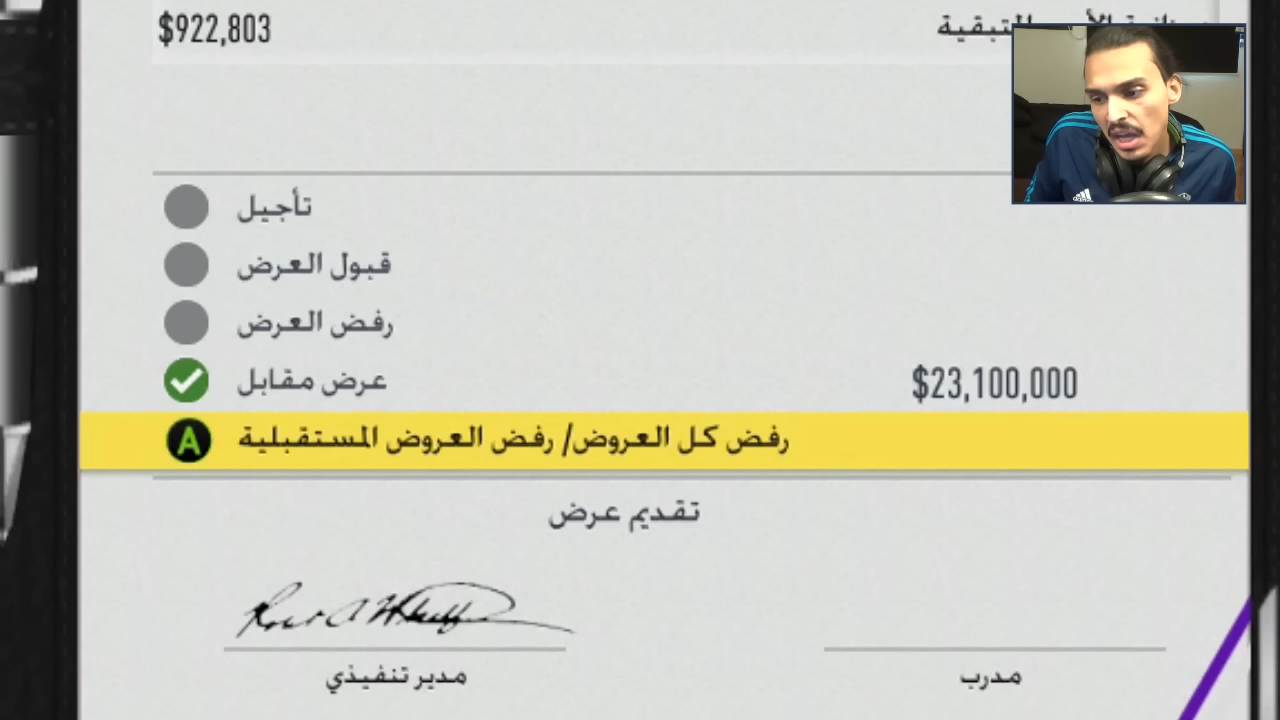 المتبقية $922,803
تأجيل
قبول العرض
رفض العرض
عرض مقابل $23,100,000
A رفض كل العروض/ رفض العروض المستقبلية
تقديم عرض
مدير تنفيذي
مدرب